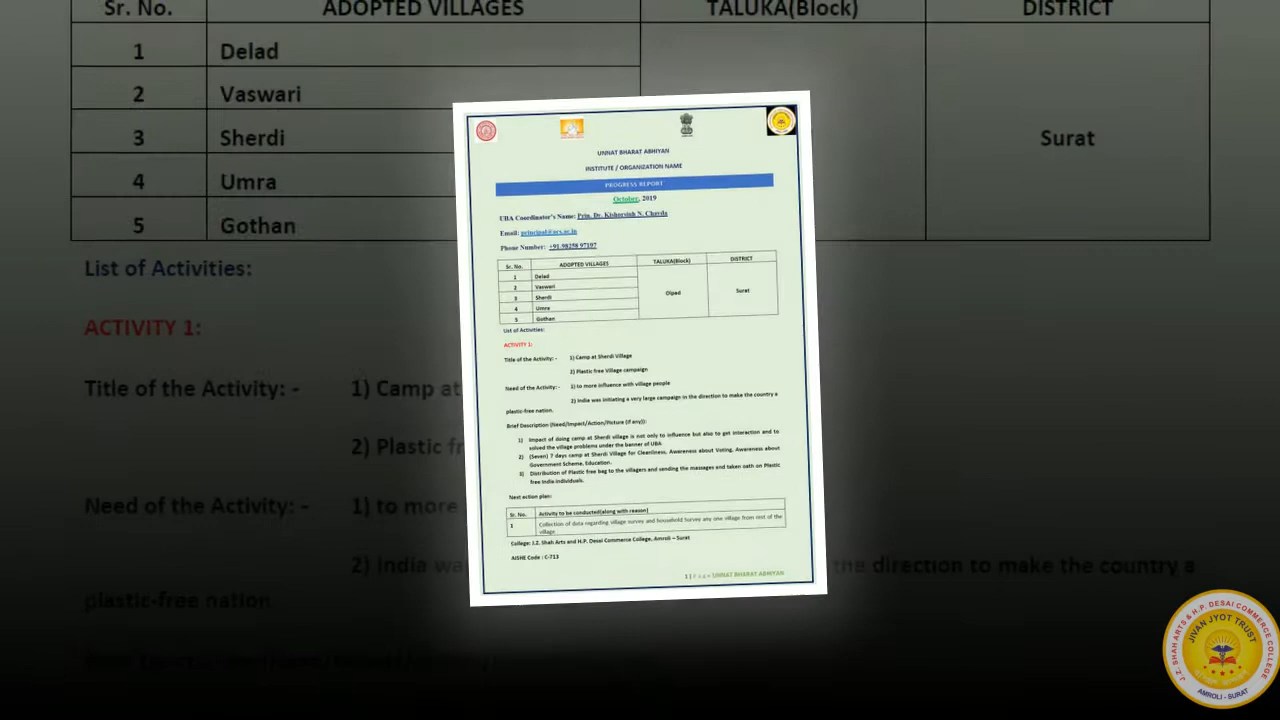 Sr. No. ADOPTED VILLAGES TALUKA(Block) DISTRICT
1 Delad
2 Vaswari
3 Sherdi Surat
4 Umra
5 Gothan
List of Activities:
ACTIVITY 1:
Title of the Activity: - 1) Camp at
2) Plastic fr
Need of the Activity: - 1) to more
2) India wa the direction to make the country a
plastic-free nation
UNNAT BHARAT ABHIYAN
INSTITUTE / ORGANIZATION NAME
PROGRESS REPORT
October, 2019
UBA Coordinator's Name: Prin. Dr. Kishorsinh N. Chavda
Email: principal@ncs.ac.in
Phone Number: +91-98258 97197
Sr. No. ADOPTED VILLAGES TALUKA(Block) DISTRICT
1 Delad
2 Vaswari
3 Sherdi Olpad Surat
4 Umra
5 Gothan
List of Activities:
ACTIVITY 1:
Title of the Activity: - 1) Camp at Sherdi Village
2) Plastic free Village campaign
Need of the Activity: - 1) to more influence with village people
2) India was initiating a very large campaign in the direction to make the country a
plastic-free nation.
Brief Description (Need/Impact/Action/Picture (if any)):
1) Impact of doing camp at Sherdi village is not only to influence but also to get interaction and to
solved the village problems under the banner of UBA
2) (Seven) 7 days camp at Sherdi Village for Cleanliness, Awareness about Voting, Awareness about
Government Scheme, Education.
3) Distribution of Plastic free bag to the villagers and sending the messages and taken oath on Plastic
free India individuals.
Next action plan:
Sr. No. Activity to be conducted(along with reason)
1 Collection of data regarding village survey and household Survey any one village from rest of the
village
College: J.Z. Shah Arts and H.P. Desai Commerce College, Amroli – Surat
AISHE Code : C-713
1 | P a g e UNNAT BHARAT ABHIYAN
J.Z. SHAH ARTS & H.P. DESAI COMMERCE COLLEGE
JIVAN JYOT TRUST
AMROLI - SURAT